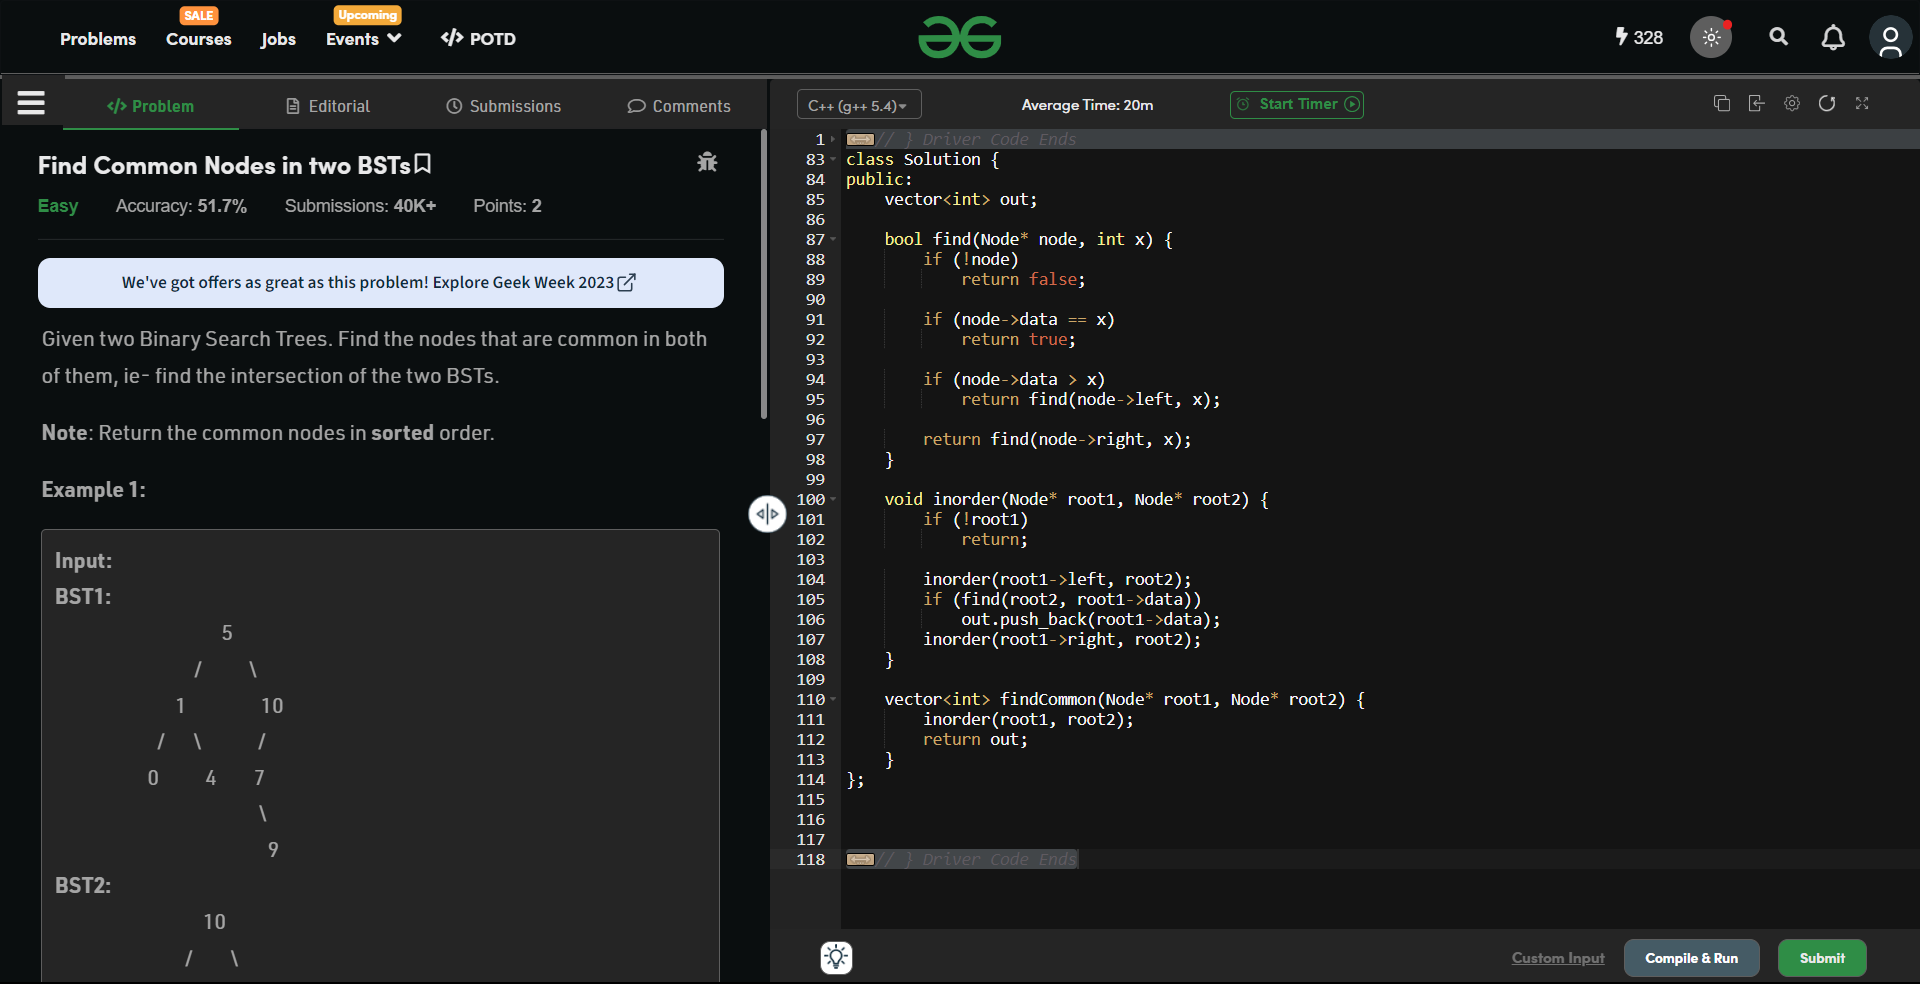 SALE
Upcoming
Problems Courses Jobs Events </> POTD
328
</> Problem Editorial Submissions Comments
C++ (g++ 5.4) Average Time: 20m Start Timer
Find Common Nodes in two BSTs
Easy Accuracy: 51.7% Submissions: 40K+ Points: 2
We've got offers as great as this problem! Explore Geek Week 2023
Given two Binary Search Trees. Find the nodes that are common in both
of them, ie- find the intersection of the two BSTs.
Note: Return the common nodes in sorted order.
Example 1:
Input:
BST1:
5
/ \
1 10
/ \ /
0 4 7
\
9
BST2:
10
/ \
1 // } Driver Code Ends
83 class Solution {
84 public:
85     vector<int> out;
86
87     bool find(Node* node, int x) {
88         if (!node)
89             return false;
90
91         if (node->data == x)
92             return true;
93
94         if (node->data > x)
95             return find(node->left, x);
96
97         return find(node->right, x);
98     }
99
100     void inorder(Node* root1, Node* root2) {
101         if (!root1)
102             return;
103
104         inorder(root1->left, root2);
105         if (find(root2, root1->data))
106             out.push_back(root1->data);
107         inorder(root1->right, root2);
108     }
109
110     vector<int> findCommon(Node* root1, Node* root2) {
111         inorder(root1, root2);
112         return out;
113     }
114 };
115
116
117
118 // } Driver Code Ends
Custom Input Compile & Run Submit